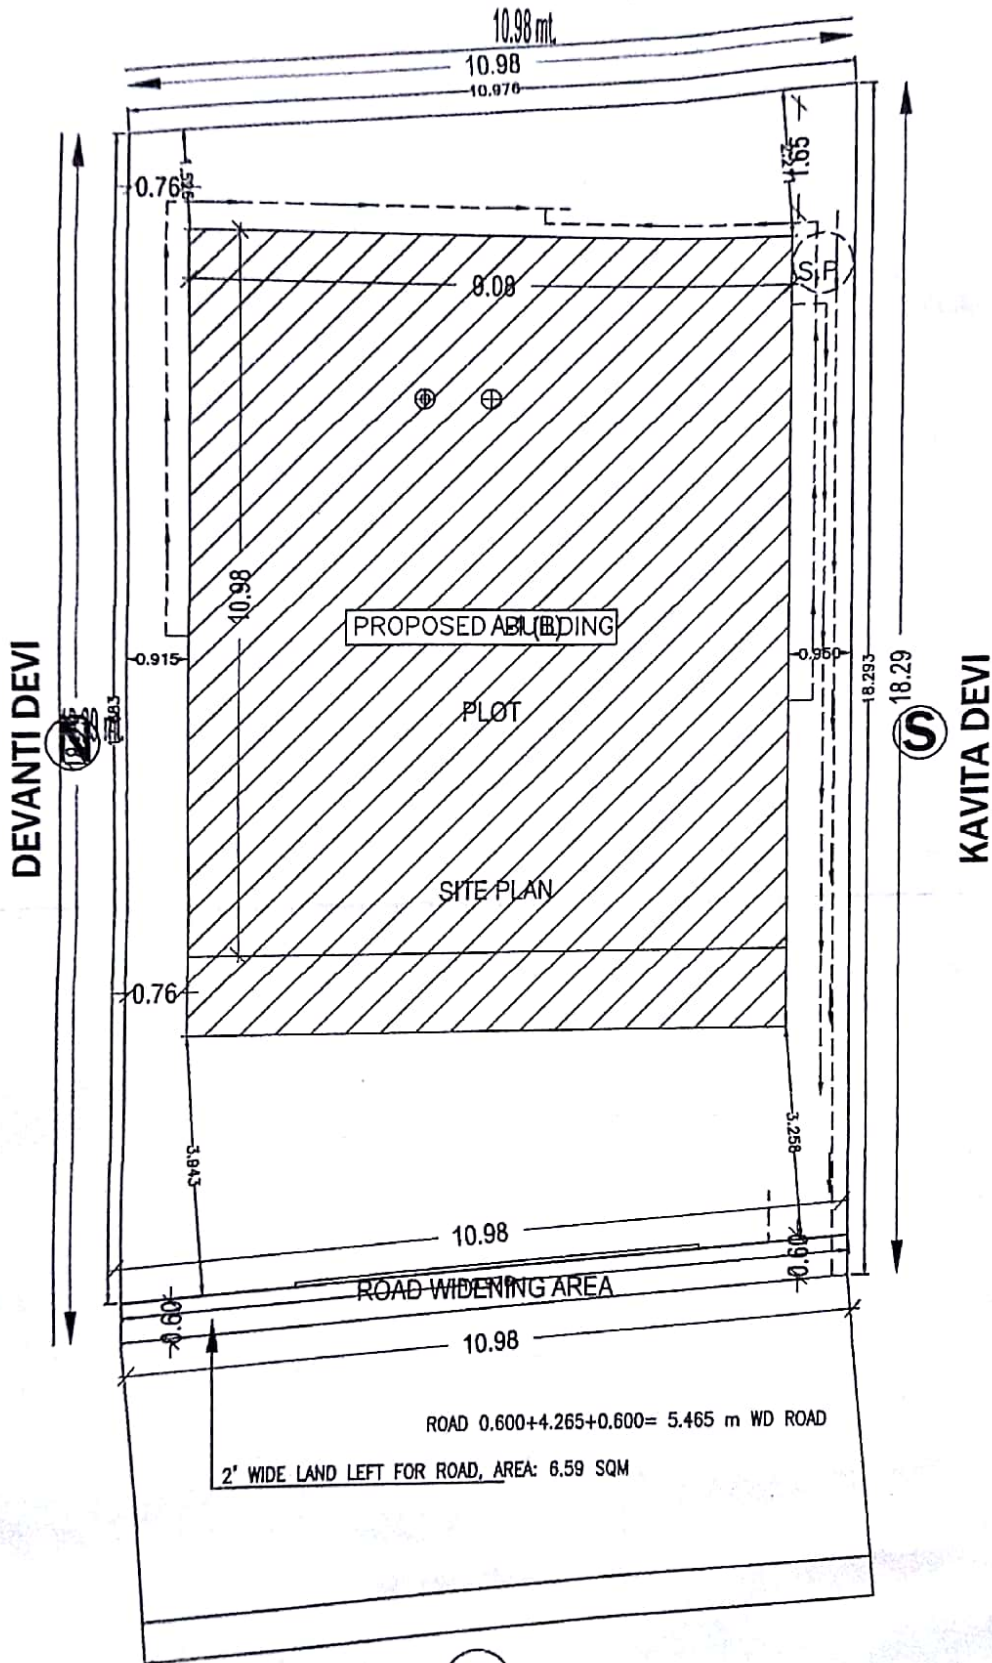 10.98 mt.
10.98
10.976
1.65
0.76
S.P.
9.08
10.98
PROPOSED BUILDING
0.915
0.950
18.293
18.29
DEVANTI DEVI
S
KAVITA DEVI
PLOT
SITE PLAN
0.76
3.943
3.258
10.98
0.60
ROAD WIDENING AREA
0.60
10.98
ROAD 0.600+4.265+0.600= 5.465 m WD ROAD
2' WIDE LAND LEFT FOR ROAD, AREA: 6.59 SQM